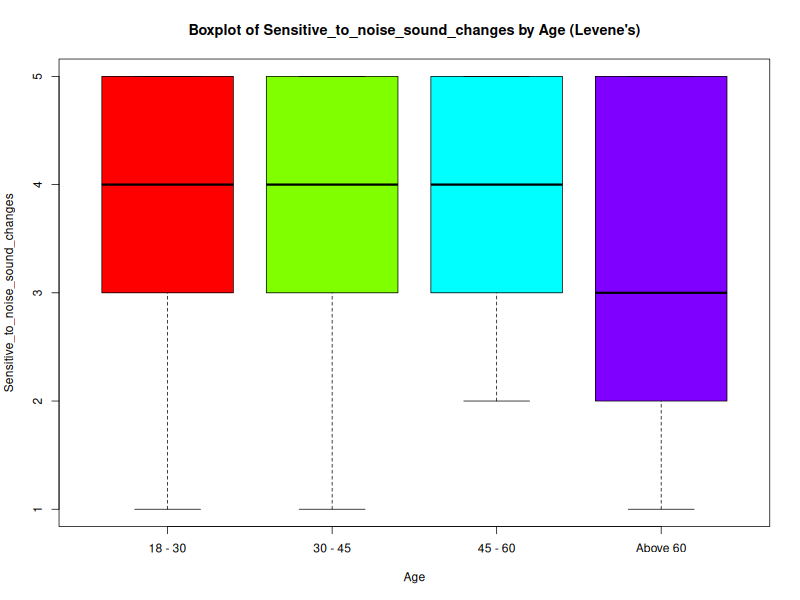 Boxplot of Sensitive_to_noise_sound_changes by Age (Levene's)
Sensitive_to_noise_sound_changes
5
4
3
2
1
18 - 30
30 - 45
45 - 60
Above 60
Age